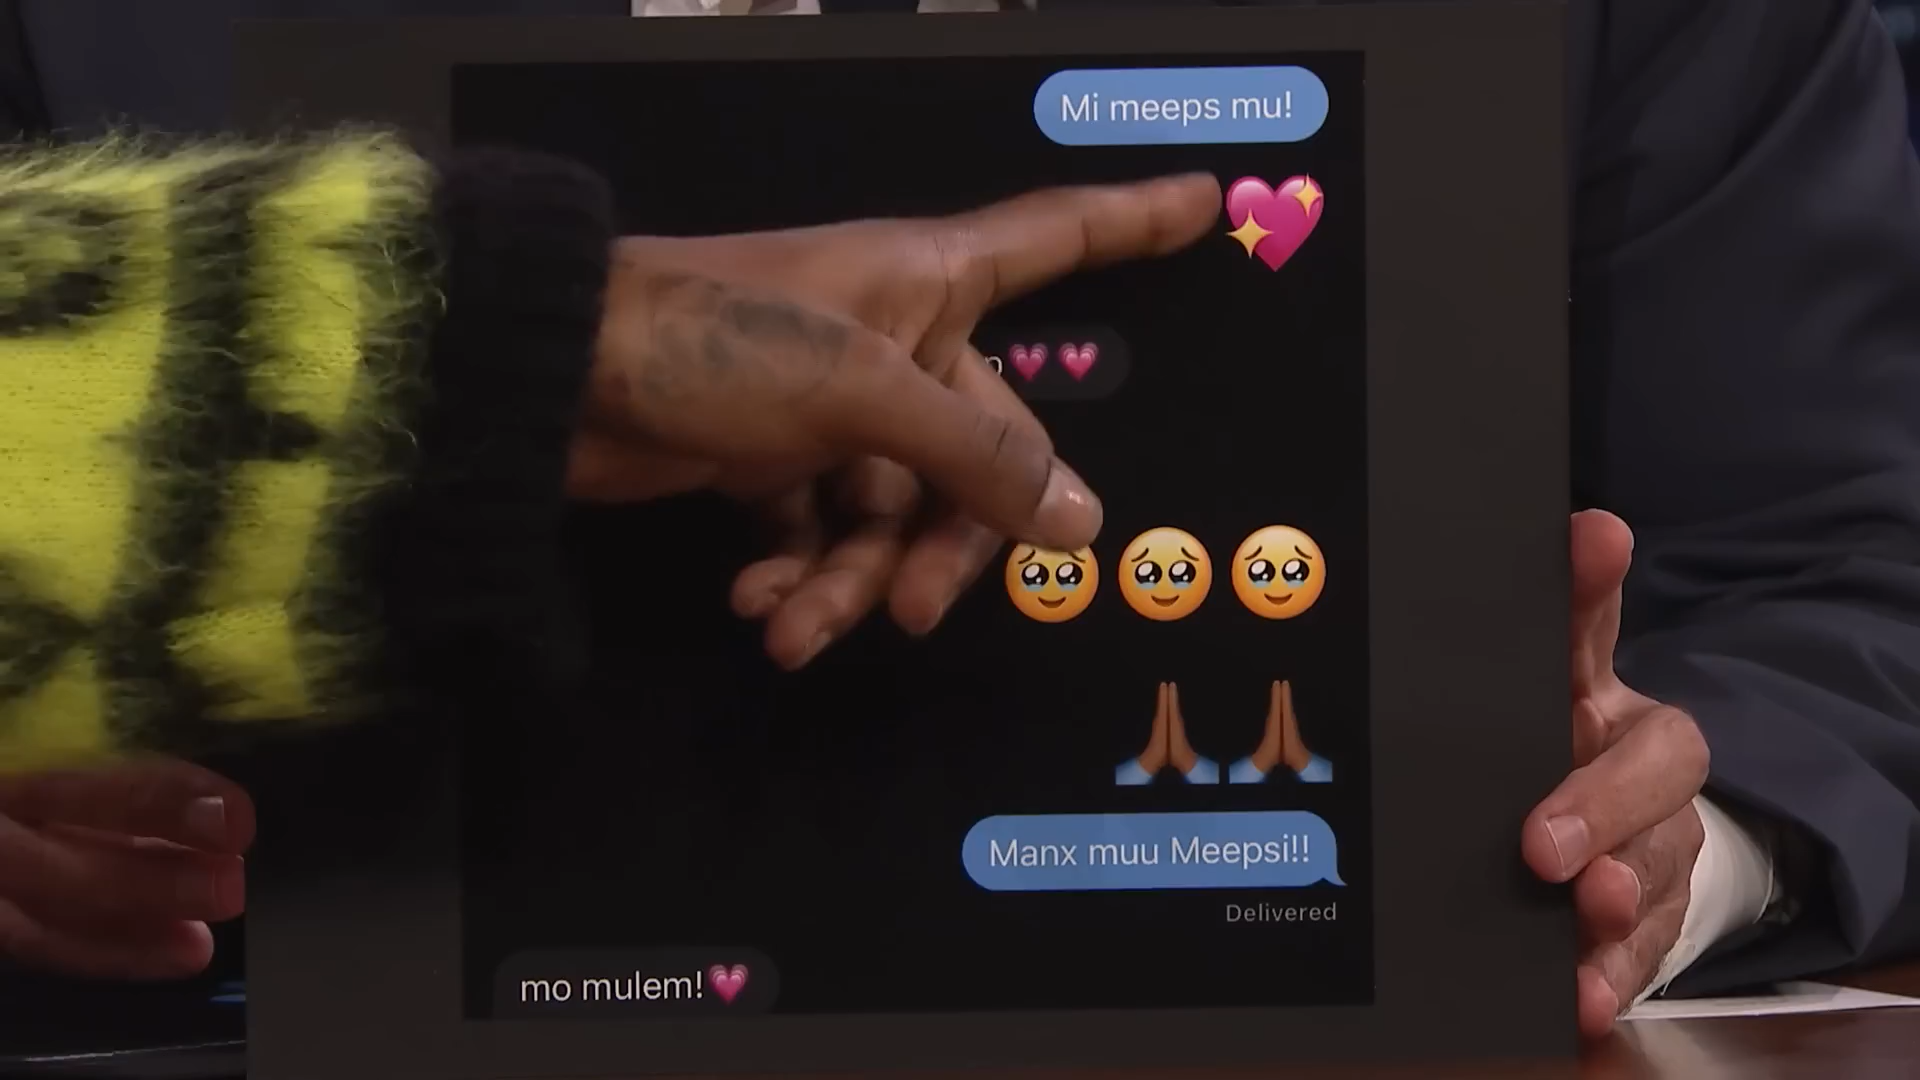 Mi meeps mu!
💖
💗 💗
🥹 🥹 🥹
🙏🏾 🙏🏾
Manx muu Meepsi!!
Delivered
mo mulem!💗